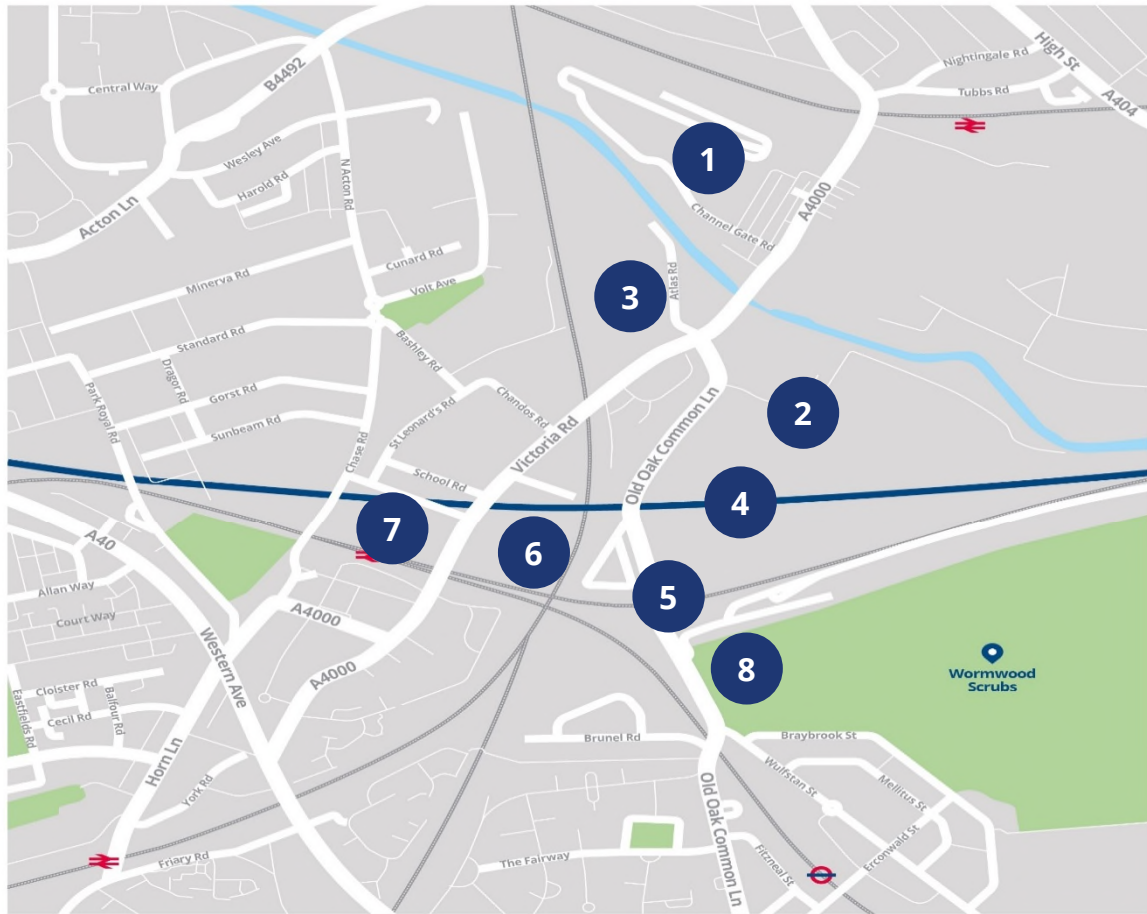 High St
Nightingale Rd
Tubbs Rd
A404
B4492
Central Way
Wesley Ave
Harold Rd
N Acton Rd
Acton Ln
1
A4000
Channel Gate Rd
Cunard Rd
Volt Ave
Minerva Rd
3
Atlas Rd
Standard Rd
Bashley Rd
Dragor Rd
Gorst Rd
Park Royal Rd
Sunbeam Rd
Chase Rd
St Leonard's Rd
Chandos Rd
Victoria Rd
Old Oak Common Ln
2
School Rd
4
7
6
A40
5
Allan Way
Court Way
A4000
Western Ave
A4000
8
Wormwood
Scrubs
Cloister Rd
Cecil Rd
Balfour Rd
Eastfields Rd
Horn Ln
York Rd
Friary Rd
Brunel Rd
Braybrook St
Wulfstan St
Mellitus St
Erconwald St
Old Oak Common Ln
Fitzneal St
The Fairway